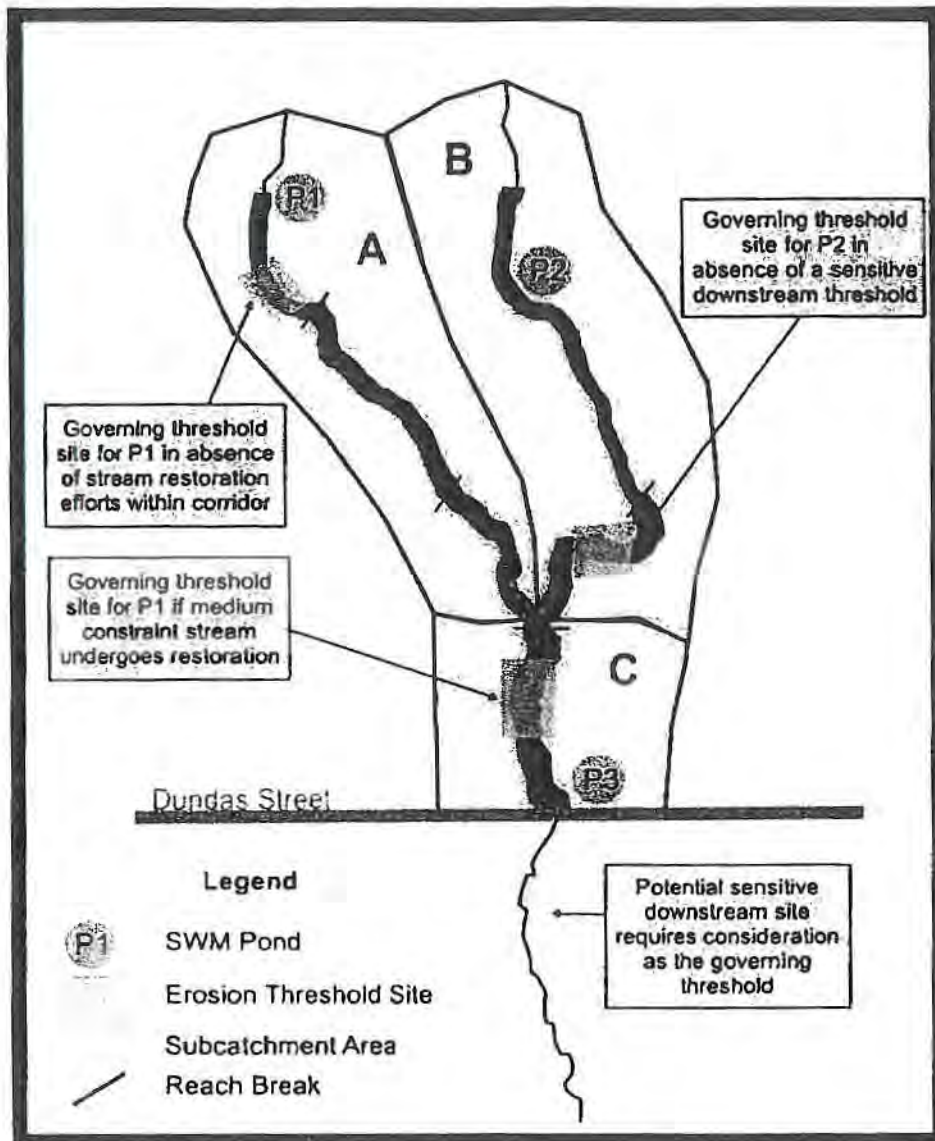 B
P1
A
P2
Governing threshold
site for P2 in
absence of a sensitive
downstream threshold
Governing threshold
site for P1 in absence
of stream restoration
efforts within corridor
Governing threshold
site for P1 if medium
constraint stream
undergoes restoration
C
P3
Dundas Street
Legend
P1
SWM Pond
Erosion Threshold Site
Subcatchment Area
Reach Break
Potential sensitive
downstream site
requires consideration
as the governing
threshold